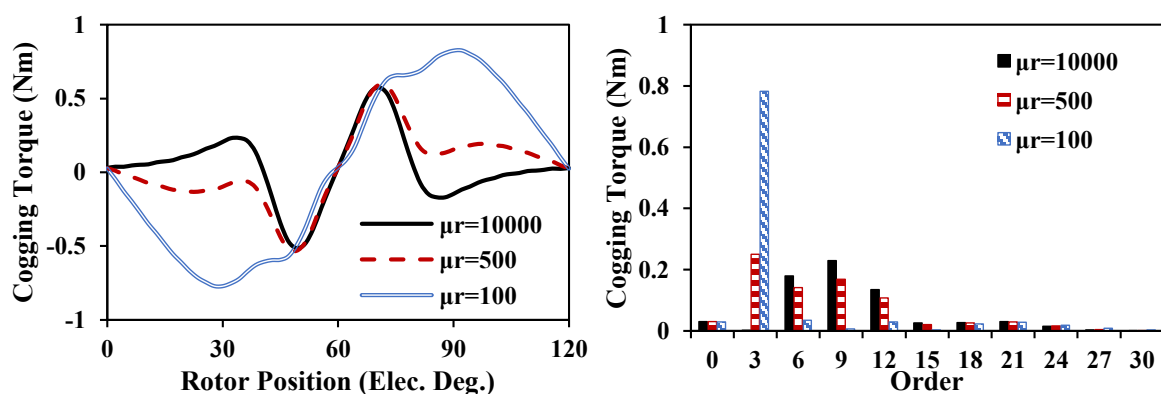 Cogging Torque (Nm)
1
0.5
0
-0.5
-1
0 30 60 90 120
Rotor Position (Elec. Deg.)
µr=10000
µr=500
µr=100
Cogging Torque (Nm)
1
0.8
0.6
0.4
0.2
0
0 3 6 9 12 15 18 21 24 27 30
Order
µr=10000
µr=500
µr=100